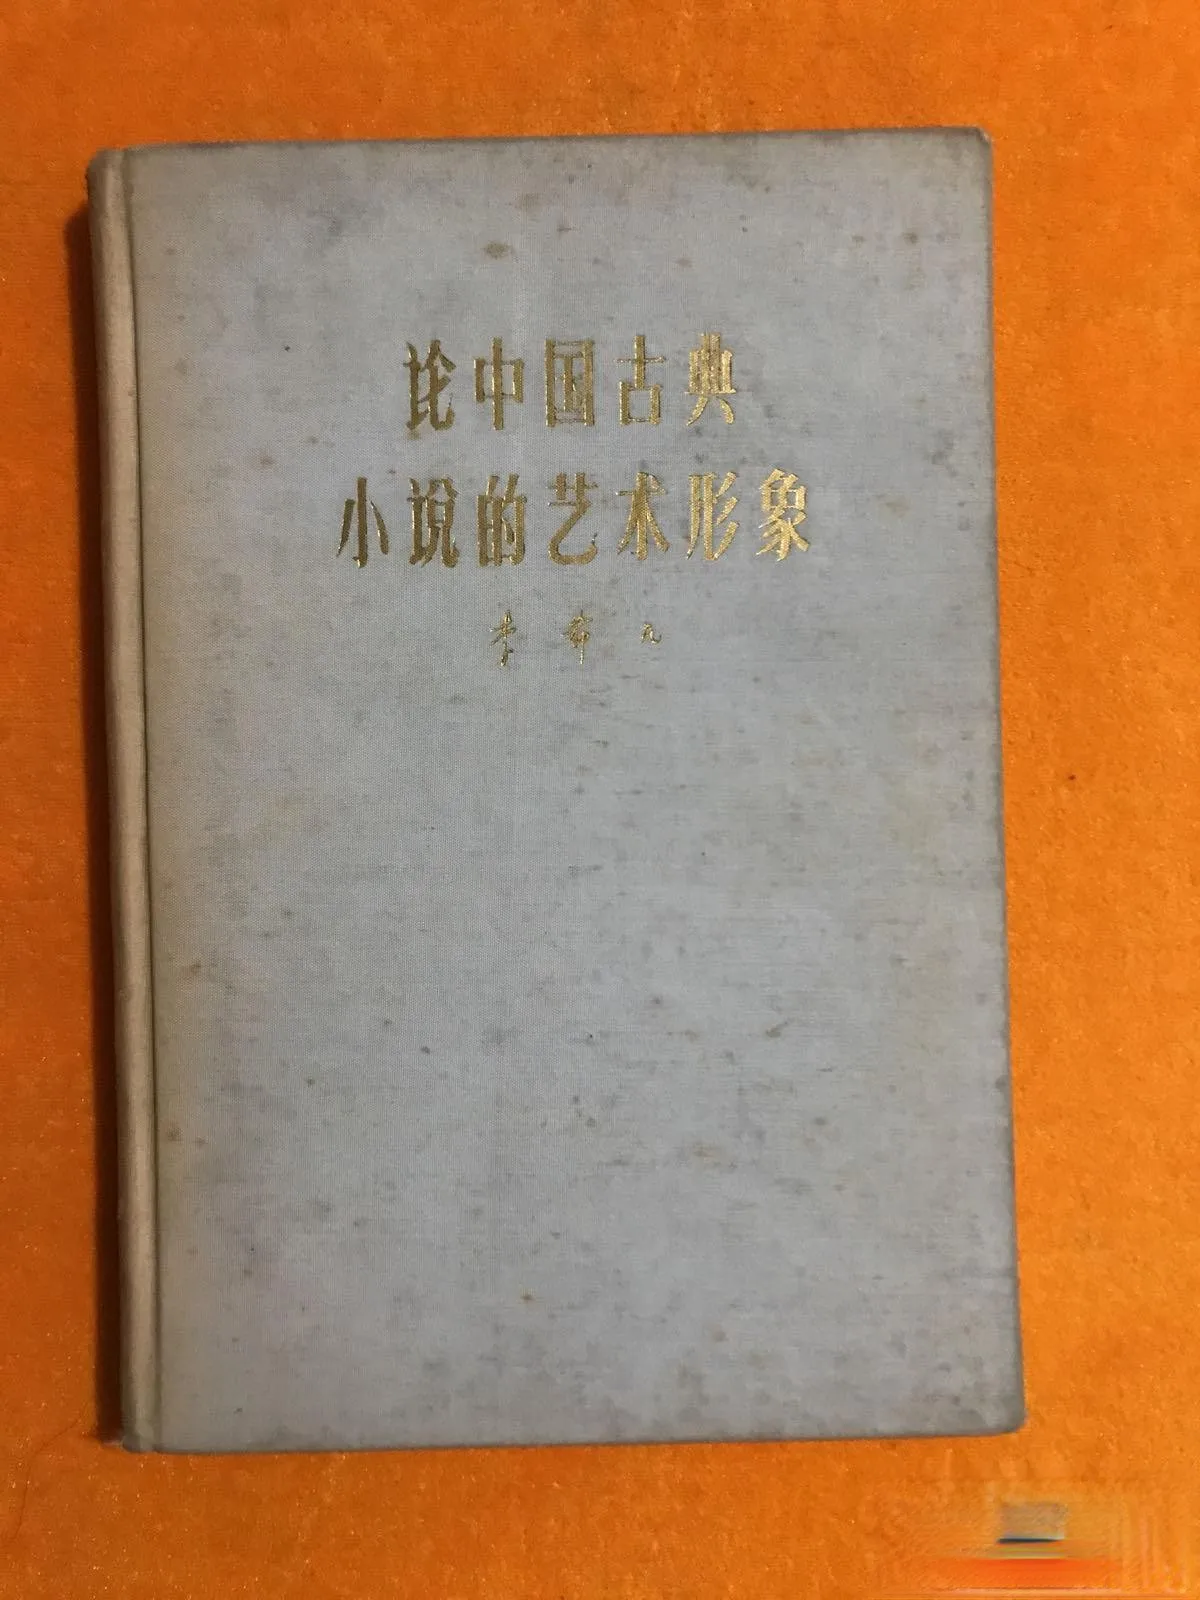 论中国古典
小说的艺术形象
李希凡